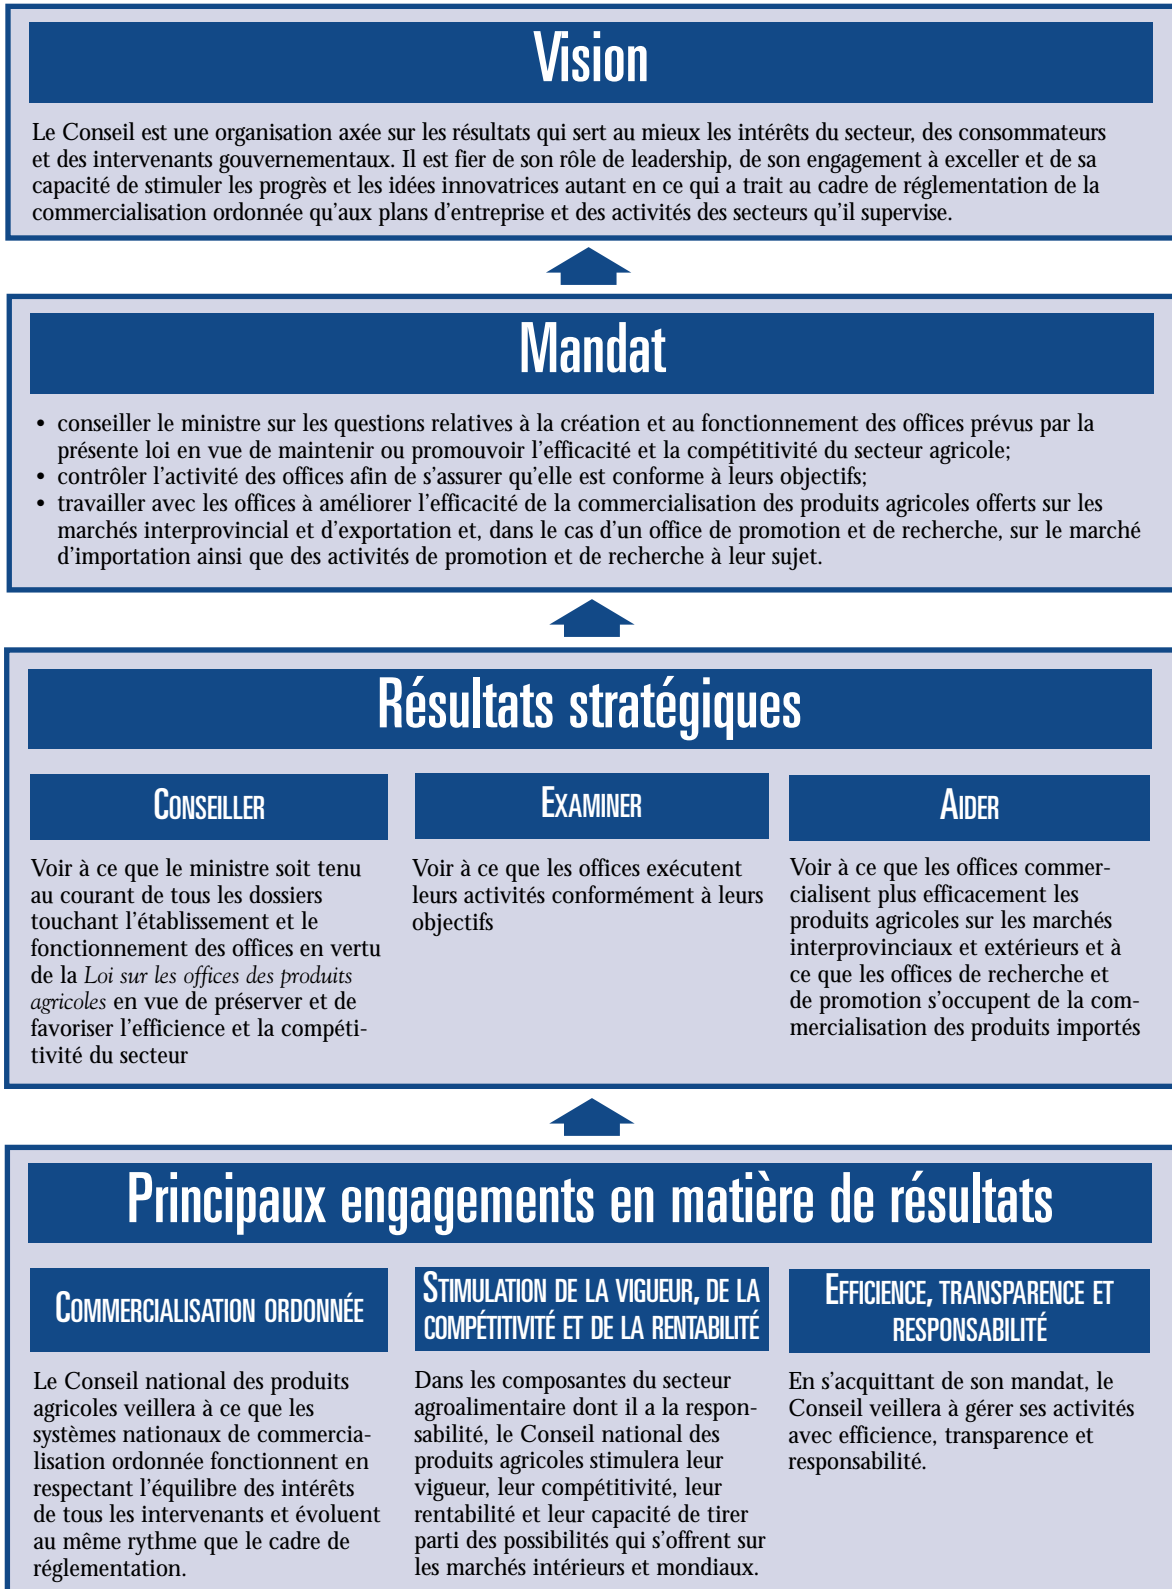 Vision
Le Conseil est une organisation axée sur les résultats qui sert au mieux les intérêts du secteur, des consommateurs
et des intervenants gouvernementaux. Il est fier de son rôle de leadership, de son engagement à exceller et de sa
capacité de stimuler les progrès et les idées innovatrices autant en ce qui a trait au cadre de réglementation de la
commercialisation ordonnée qu'aux plans d'entreprise et des activités des secteurs qu'il supervise.
Mandat
• conseiller le ministre sur les questions relatives à la création et au fonctionnement des offices prévus par la
présente loi en vue de maintenir ou promouvoir l'efficacité et la compétitivité du secteur agricole;
• contrôler l'activité des offices afin de s'assurer qu'elle est conforme à leurs objectifs;
• travailler avec les offices à améliorer l'efficacité de la commercialisation des produits agricoles offerts sur les
marchés interprovincial et d'exportation et, dans le cas d'un office de promotion et de recherche, sur le marché
d'importation ainsi que des activités de promotion et de recherche à leur sujet.
Résultats stratégiques
CONSEILLER
Voir à ce que le ministre soit tenu
au courant de tous les dossiers
touchant l'établissement et le
fonctionnement des offices en vertu
de la Loi sur les offices des produits
agricoles en vue de préserver et de
favoriser l'efficience et la compéti-
tivité du secteur
EXAMINER
Voir à ce que les offices exécutent
leurs activités conformément à leurs
objectifs
AIDER
Voir à ce que les offices commer-
cialisent plus efficacement les
produits agricoles sur les marchés
interprovinciaux et extérieurs et à
ce que les offices de recherche et
de promotion s'occupent de la com-
mercialisation des produits importés
Principaux engagements en matière de résultats
COMMERCIALISATION ORDONNÉE
Le Conseil national des produits
agricoles veillera à ce que les
systèmes nationaux de commercia-
lisation ordonnée fonctionnent en
respectant l'équilibre des intérêts
de tous les intervenants et évoluent
au même rythme que le cadre de
réglementation.
STIMULATION DE LA VIGUEUR, DE LA
COMPÉTITIVITÉ ET DE LA RENTABILITÉ
Dans les composantes du secteur
agroalimentaire dont il a la respon-
sabilité, le Conseil national des
produits agricoles stimulera leur
vigueur, leur compétitivité, leur
rentabilité et leur capacité de tirer
parti des possibilités qui s'offrent sur
les marchés intérieurs et mondiaux.
EFFICIENCE, TRANSPARENCE ET
RESPONSABILITÉ
En s'acquittant de son mandat, le
Conseil veillera à gérer ses activités
avec efficience, transparence et
responsabilité.